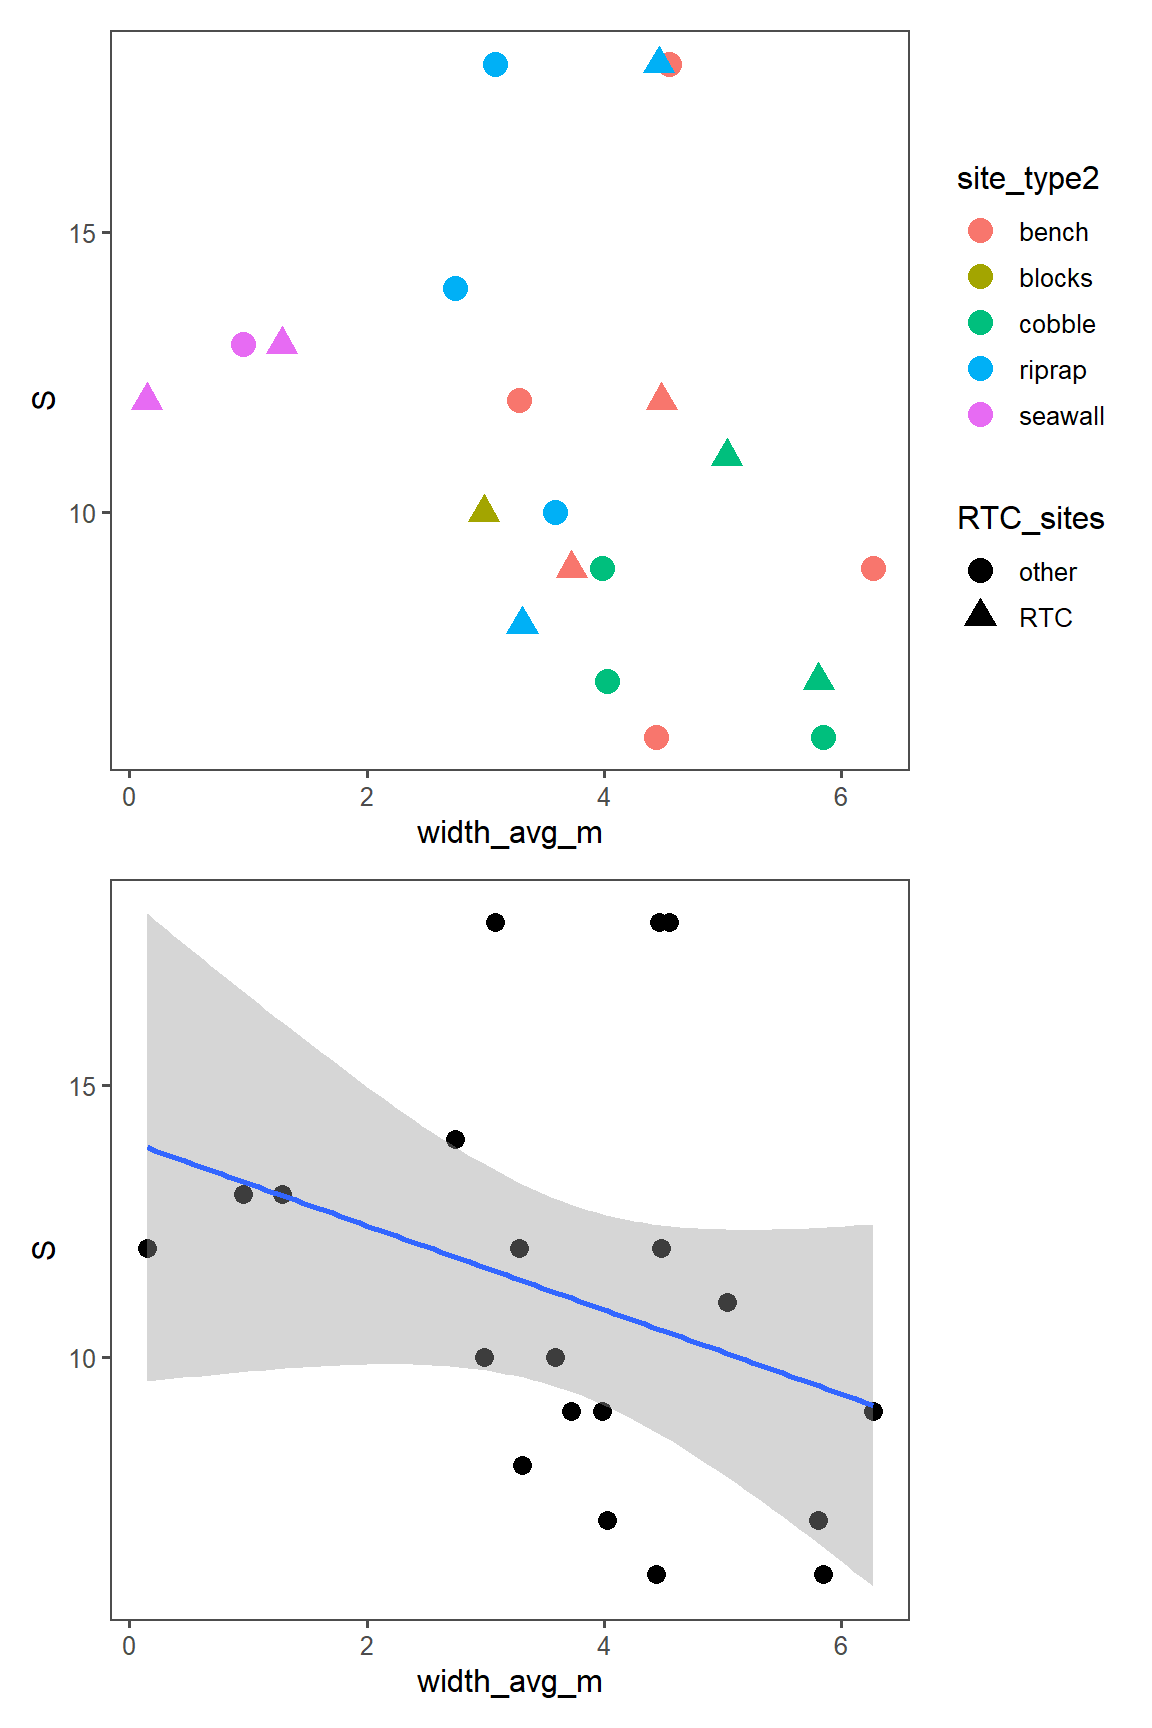 S
15
10
0 2 4 6
width_avg_m
site_type2
bench
blocks
cobble
riprap
seawall
RTC_sites
other
RTC
S
15
10
0 2 4 6
width_avg_m